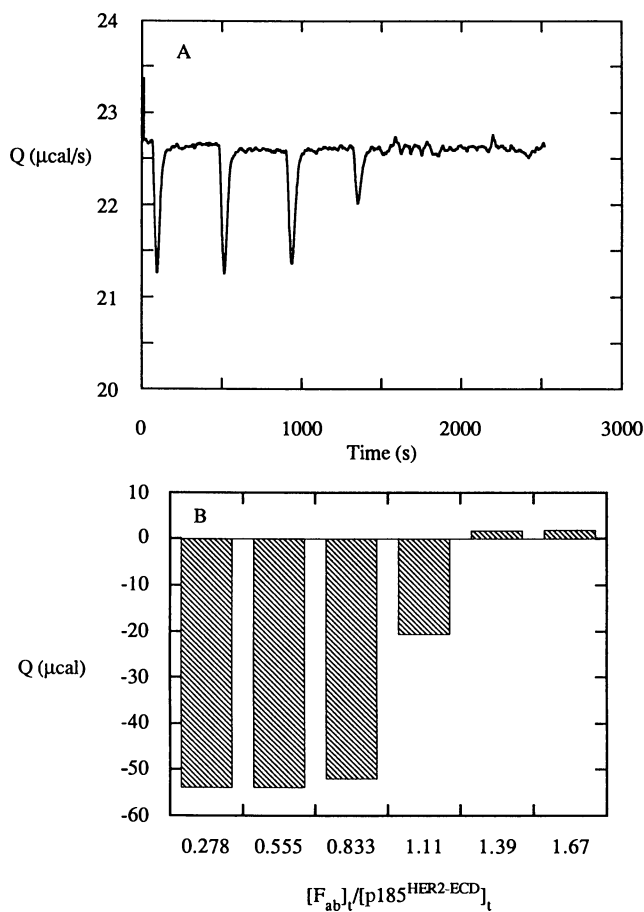 24
A
23
Q (μcal/s)
22
21
20
0 1000 2000 3000
Time (s)
10
B
0
-10
-20
Q (μcal)
-30
-40
-50
-60
0.278 0.555 0.833 1.11 1.39 1.67
[Fab]t/[p185HER2-ECD]t